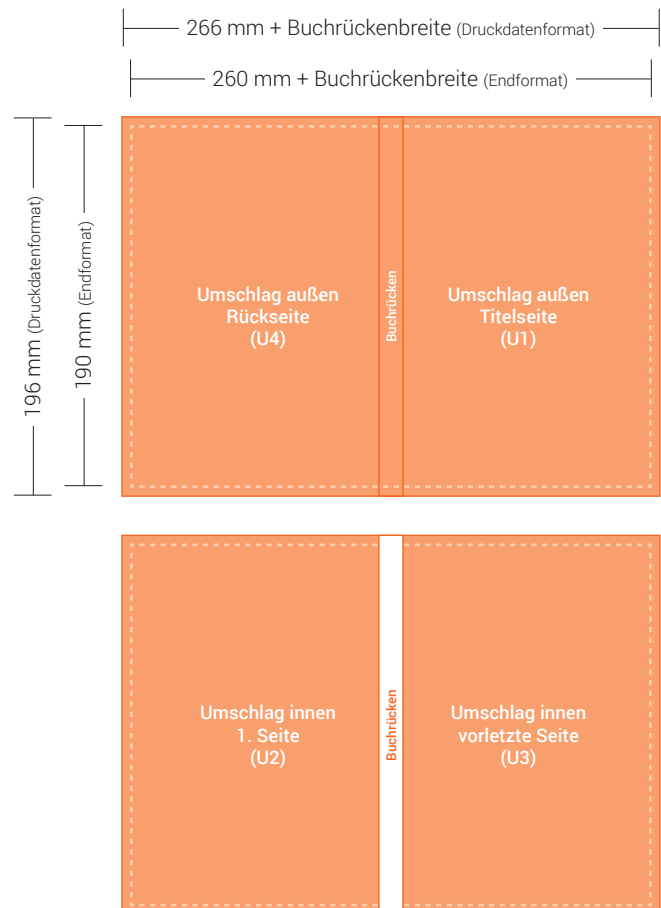 266 mm + Buchrückenbreite (Druckdatenformat)
260 mm + Buchrückenbreite (Endformat)
196 mm (Druckdatenformat)
190 mm (Endformat)
Umschlag außen
Rückseite
(U4)
Buchrücken
Umschlag außen
Titelseite
(U1)
Umschlag innen
1. Seite
(U2)
Buchrücken
Umschlag innen
vorletzte Seite
(U3)